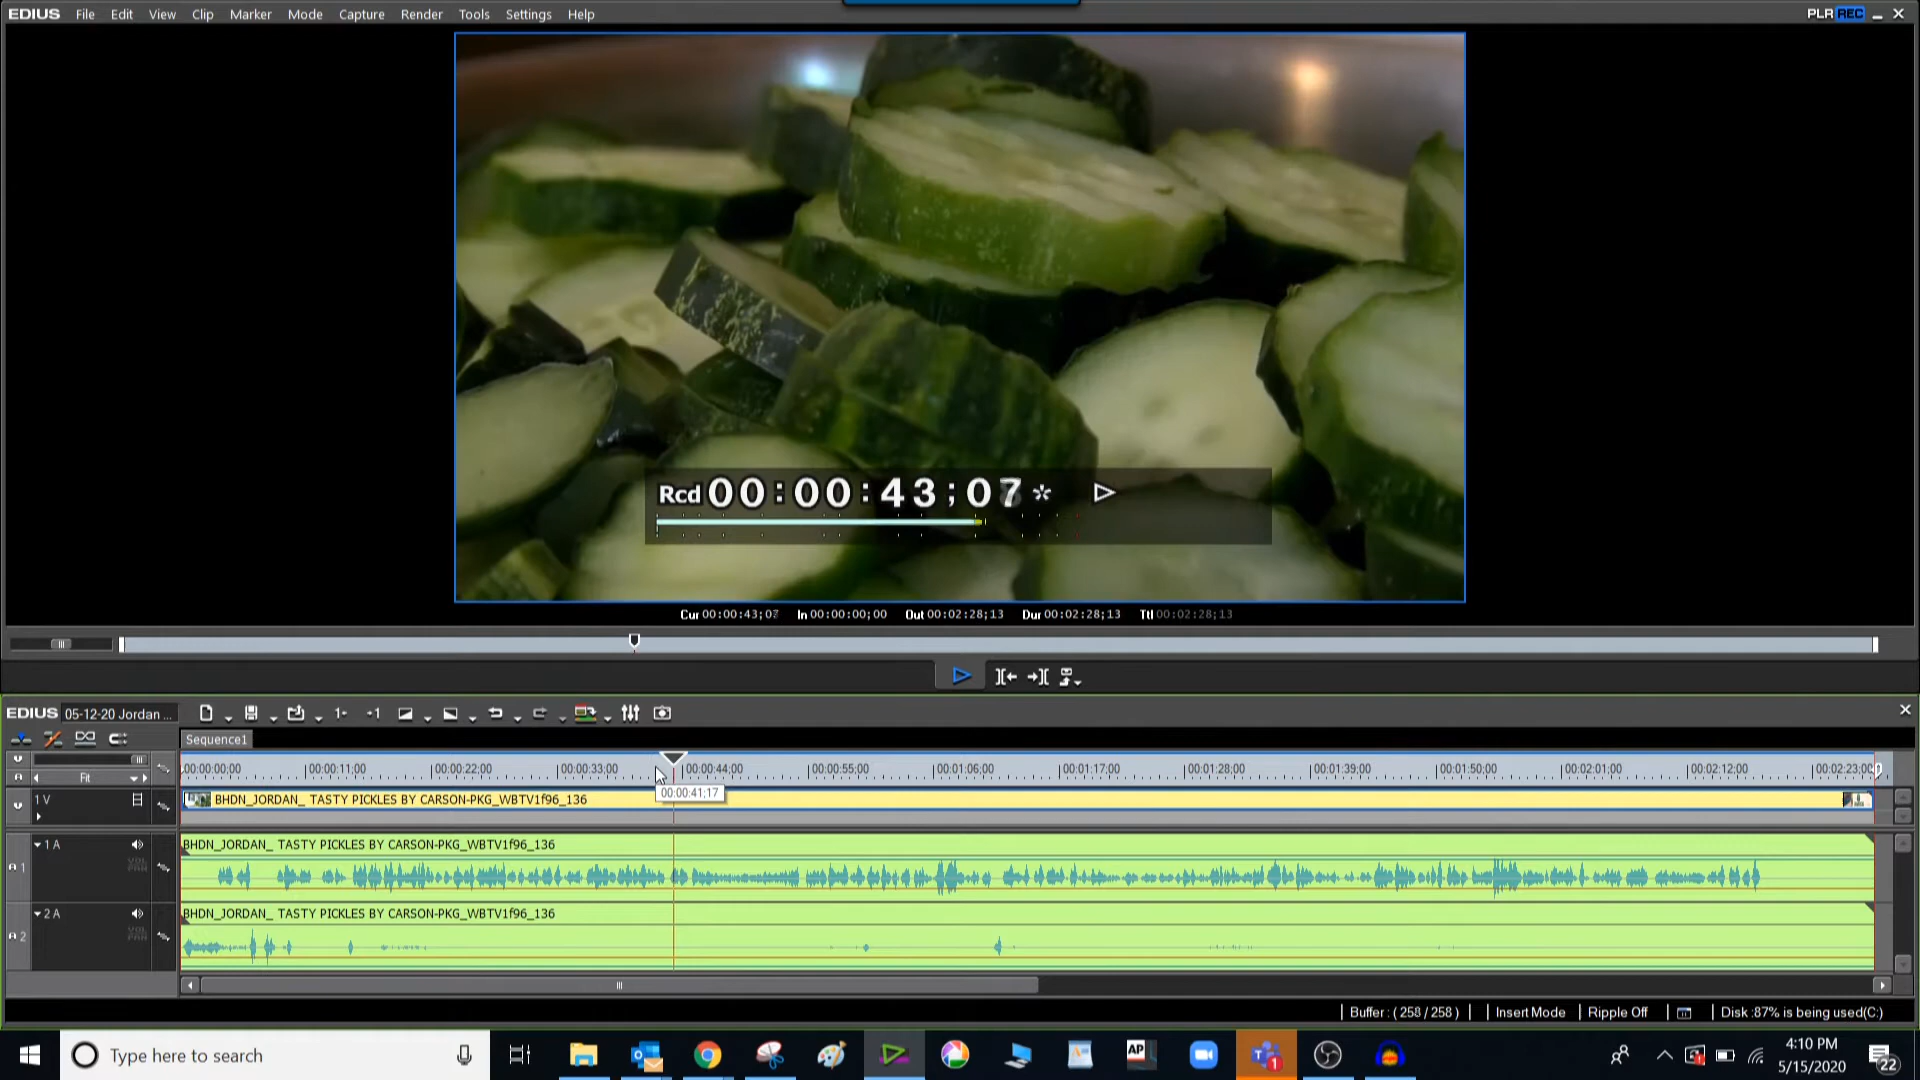 EDIUS File Edit View Clip Marker Mode Capture Render Tools Settings Help PLR REC
Rcd 00:00:43;07 *
Cur 00:00:43;07 In 00:00:00;00 Out 00:02:28;13 Dur 00:02:28;13 Ttl 00:02:28;13
EDIUS 05-12-20 Jordan ...
Sequence1
Fit 00:00:00;00 00:00:11;00 00:00:22;00 00:00:33;00 00:00:44;00 00:00:55;00 00:01:06;00 00:01:17;00 00:01:28;00 00:01:39;00 00:01:50;00 00:02:01;00 00:02:12;00 00:02:23;00
00:00:41;17
1 V BHDN_JORDAN_ TASTY PICKLES BY CARSON-PKG_WBTV1f96_136
1 A BHDN_JORDAN_ TASTY PICKLES BY CARSON-PKG_WBTV1f96_136
A 1
2 A BHDN_JORDAN_ TASTY PICKLES BY CARSON-PKG_WBTV1f96_136
A 2
Buffer : ( 258 / 258 ) Insert Mode Ripple Off Disk :87% is being used(C:)
Type here to search AP 1 4:10 PM
5/15/2020 22